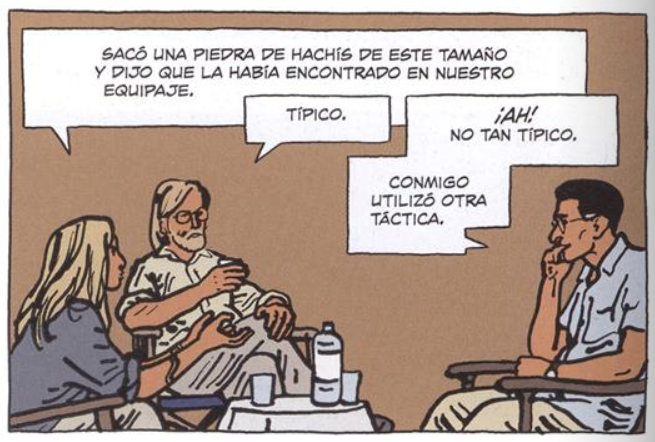 SACÓ UNA PIEDRA DE HACHÍS DE ESTE TAMAÑO
Y DIJO QUE LA HABÍA ENCONTRADO EN NUESTRO
EQUIPAJE.
TÍPICO.
¡AH!
NO TAN TÍPICO.
CONMIGO
UTILIZÓ OTRA
TÁCTICA.